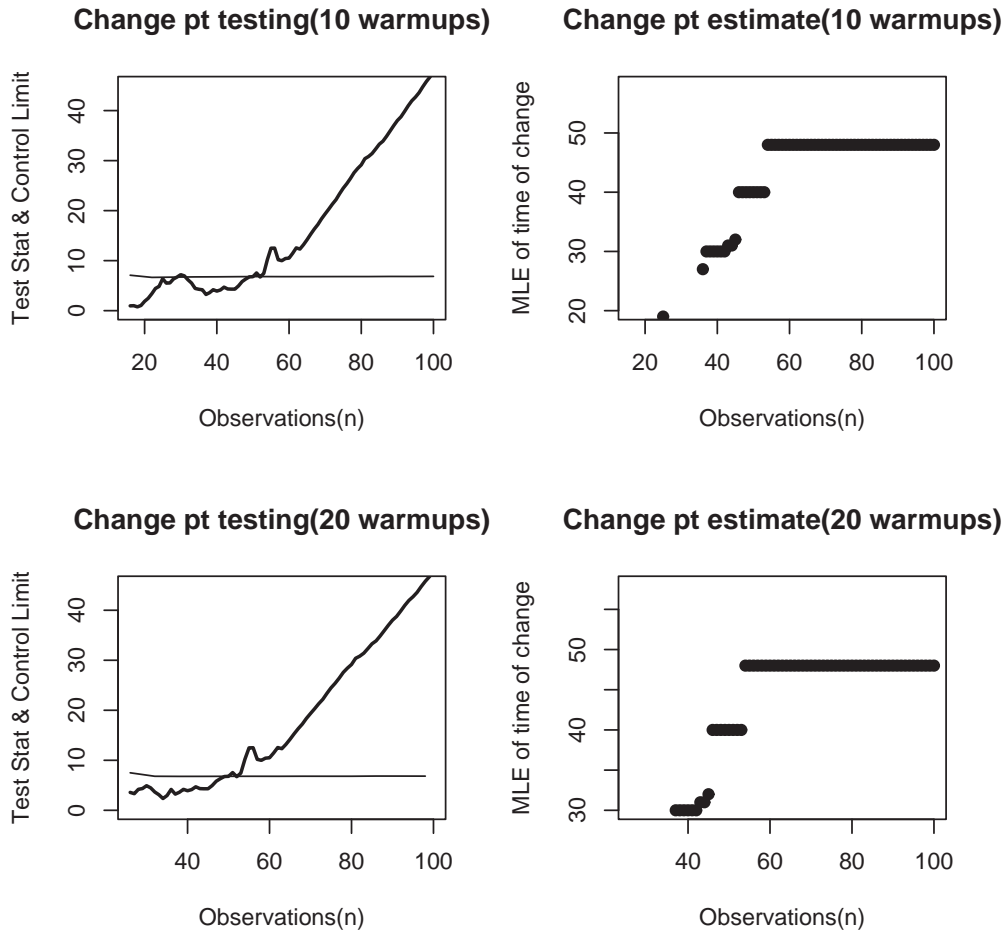 Change pt testing(10 warmups)
Test Stat & Control Limit
40
30
20
10
0
20 40 60 80 100
Observations(n)
Change pt estimate(10 warmups)
MLE of time of change
50
40
30
20
20 40 60 80 100
Observations(n)
Change pt testing(20 warmups)
Test Stat & Control Limit
40
30
20
10
0
40 60 80 100
Observations(n)
Change pt estimate(20 warmups)
MLE of time of change
50
40
30
40 60 80 100
Observations(n)